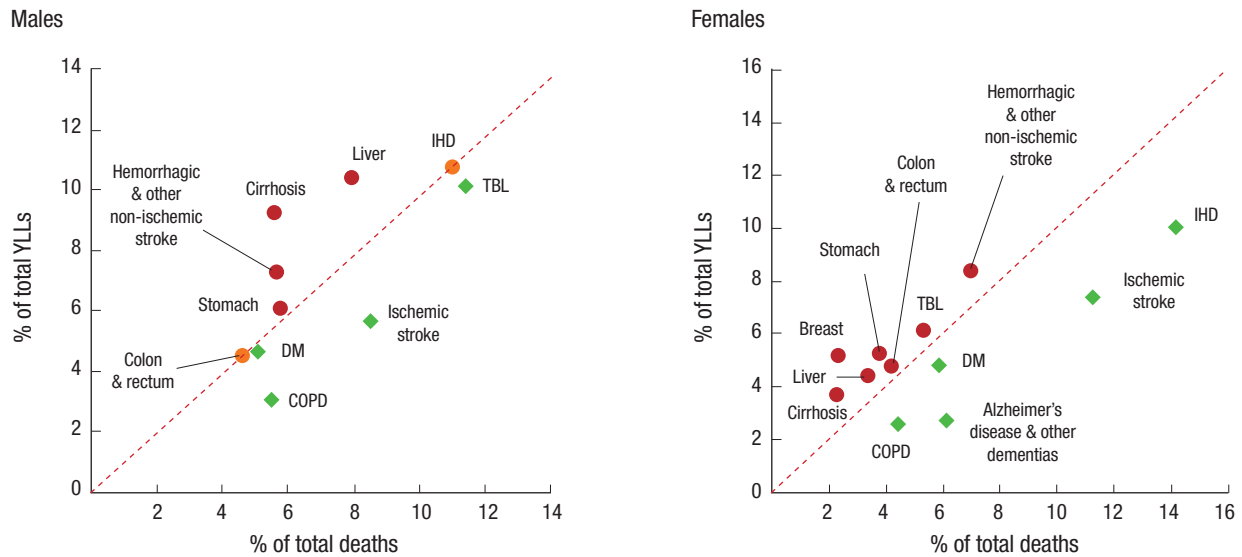 Males
14
12
10
8
6
4
2
0
% of total YLLs
2 4 6 8 10 12 14
% of total deaths
IHD
Liver
TBL
Cirrhosis
Hemorrhagic
& other
non-ischemic
stroke
Stomach
Ischemic
stroke
Colon
& rectum
DM
COPD
Females
16
14
12
10
8
6
4
2
0
% of total YLLs
2 4 6 8 10 12 14 16
% of total deaths
Hemorrhagic
& other
non-ischemic
stroke
Colon
& rectum
IHD
Stomach
Ischemic
stroke
TBL
Breast
DM
Liver
Cirrhosis
Alzheimer's
disease & other
dementias
COPD